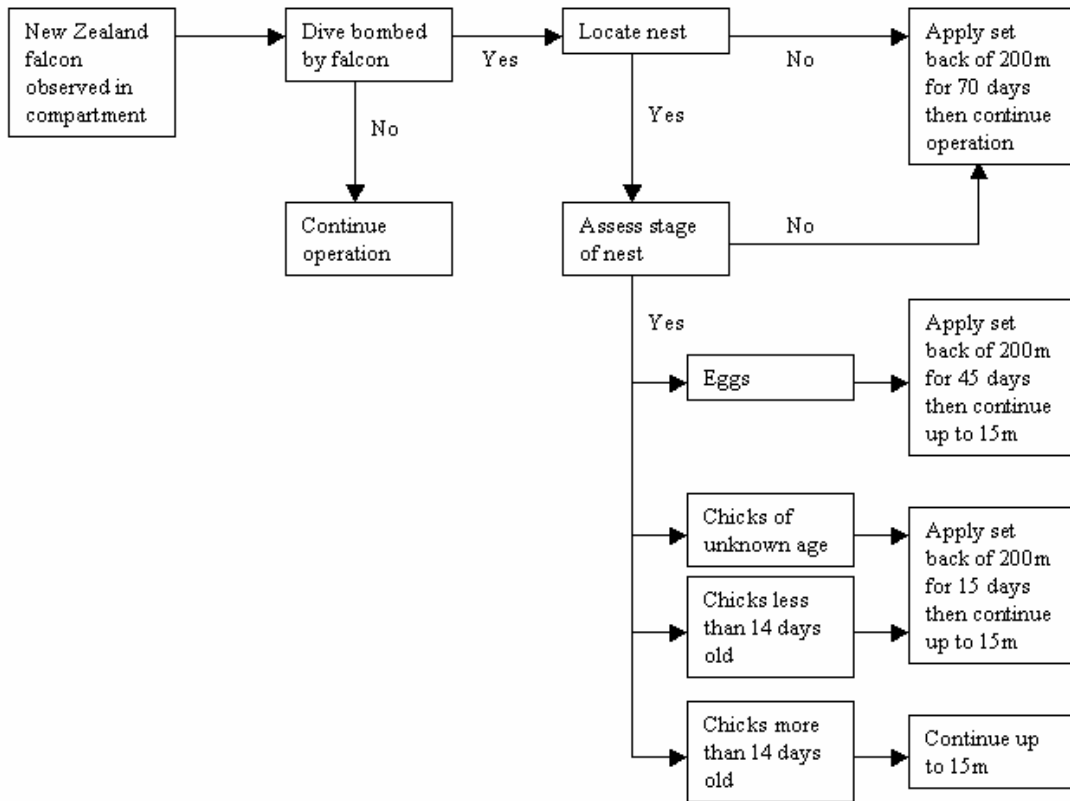 New Zealand
falcon
observed in
compartment
Dive bombed
by falcon
Yes
Locate nest
No
Apply set
back of 200m
for 70 days
then continue
operation
No
Yes
Continue
operation
Assess stage
of nest
No
Yes
Eggs
Apply set
back of 200m
for 45 days
then continue
up to 15m
Chicks of
unknown age
Apply set
back of 200m
for 15 days
then continue
up to 15m
Chicks less
than 14 days
old
Chicks more
than 14 days
old
Continue up
to 15m